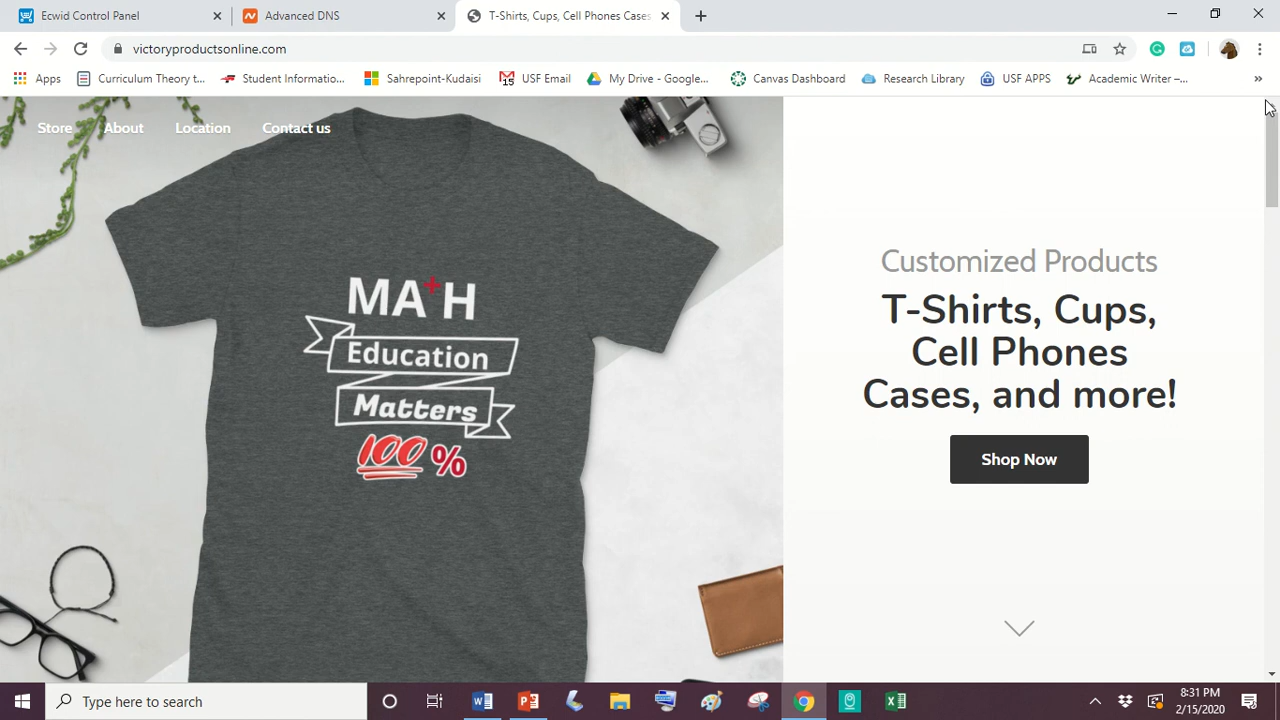 Ecwid Control Panel
Advanced DNS
T-Shirts, Cups, Cell Phones Cases
victoryproductsonline.com
Apps
Curriculum Theory t...
Student Informatio...
Sahrepoint-Kudaisi
15
USF Email
My Drive - Google...
Canvas Dashboard
Research Library
USF APPS
Academic Writer –...
Store
About
Location
Contact us
MA+H
Education
Matters
100 %
Customized Products
T-Shirts, Cups,
Cell Phones
Cases, and more!
Shop Now
Type here to search
8:31 PM
2/15/2020